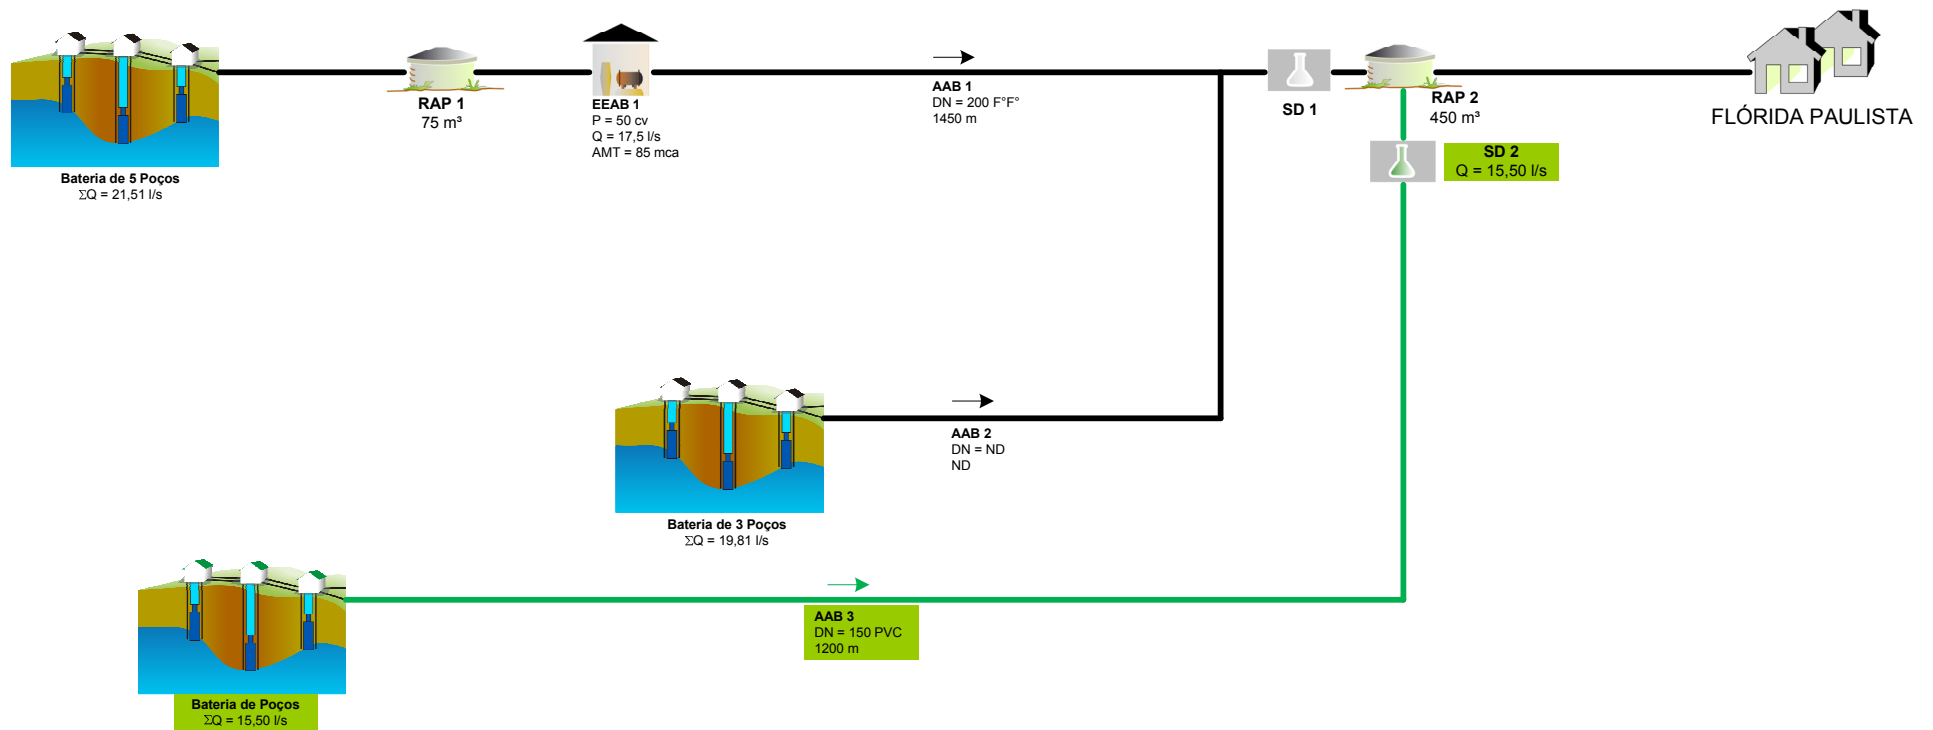 Bateria de 5 Poços
ΣQ = 21,51 l/s
RAP 1
75 m³
EEAB 1
P = 50 cv
Q = 17,5 l/s
AMT = 85 mca
AAB 1
DN = 200 F°F°
1450 m
SD 1
RAP 2
450 m³
FLÓRIDA PAULISTA
SD 2
Q = 15,50 l/s
Bateria de 3 Poços
ΣQ = 19,81 l/s
AAB 2
DN = ND
ND
Bateria de Poços
ΣQ = 15,50 l/s
AAB 3
DN = 150 PVC
1200 m